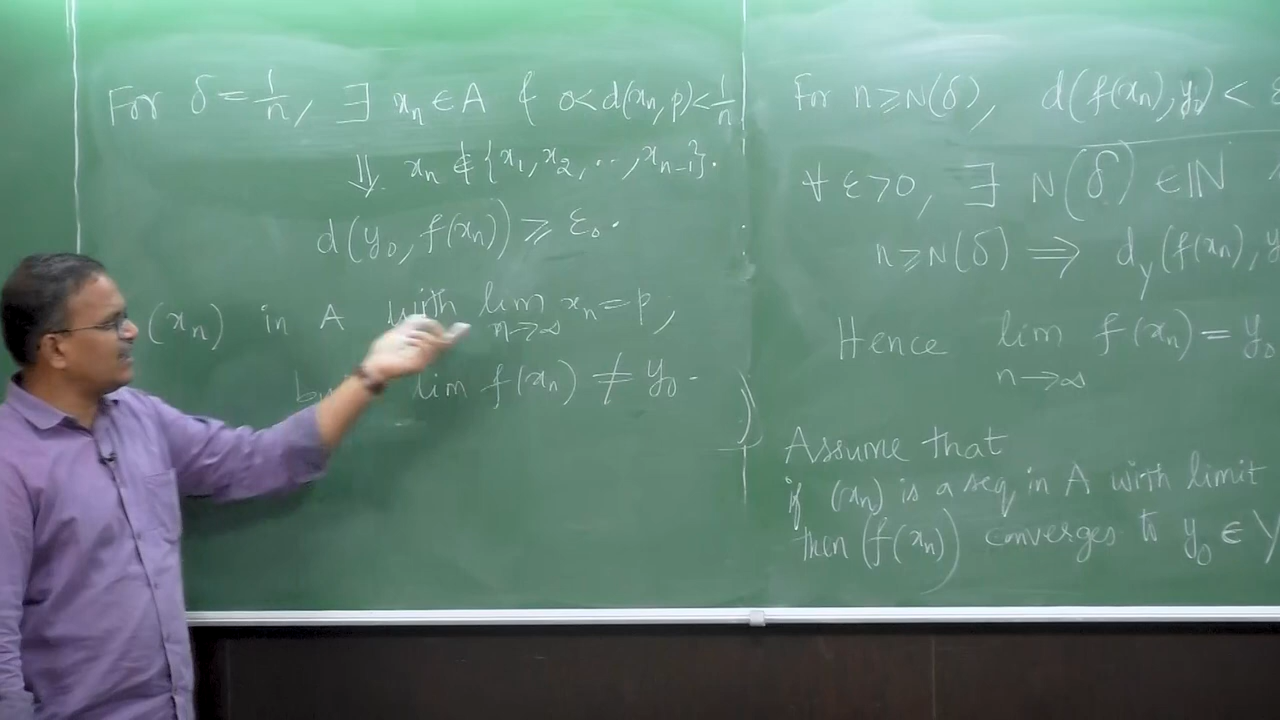 For δ = 1/n, ∃ xₙ ∈ A & 0 < d(xₙ, p) < 1/n
⇓ xₙ ∉ {x₁, x₂, ..., xₙ₋₁}.
d(y₀, f(xₙ)) ≥ ε₀.
(xₙ) in A with lim xₙ = p,
n→∞
lim f(xₙ) ≠ y₀.
For n ≥ N(δ), d(f(xₙ), y₀) < ε
∀ ε > 0, ∃ N(δ) ∈ ℕ
n ≥ N(δ) ⟹ d_Y(f(xₙ), y
Hence lim f(xₙ) = y₀
n→∞
Assume that
if (xₙ) is a seq in A with limit
then (f(xₙ)) converges to y₀ ∈ Y